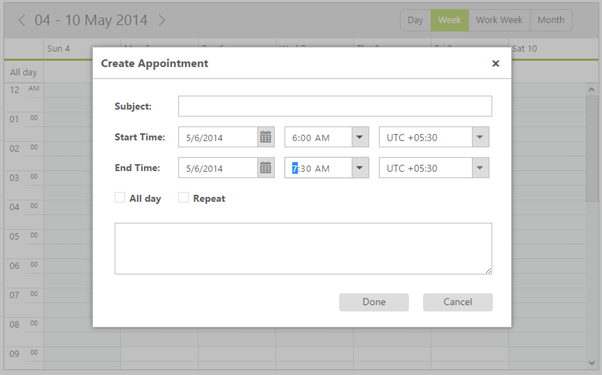 04 - 10 May 2014 Day Week Work Week Month
Sun 4 Sat 10
All day
Create Appointment
12 AM
Subject:
01 00
Start Time: 5/6/2014 6:00 AM UTC +05:30
02 00
End Time: 5/6/2014 7:30 AM UTC +05:30
03 00
All day Repeat
04 00
05 00
06 00
07 00
Done Cancel
08 00
09 00